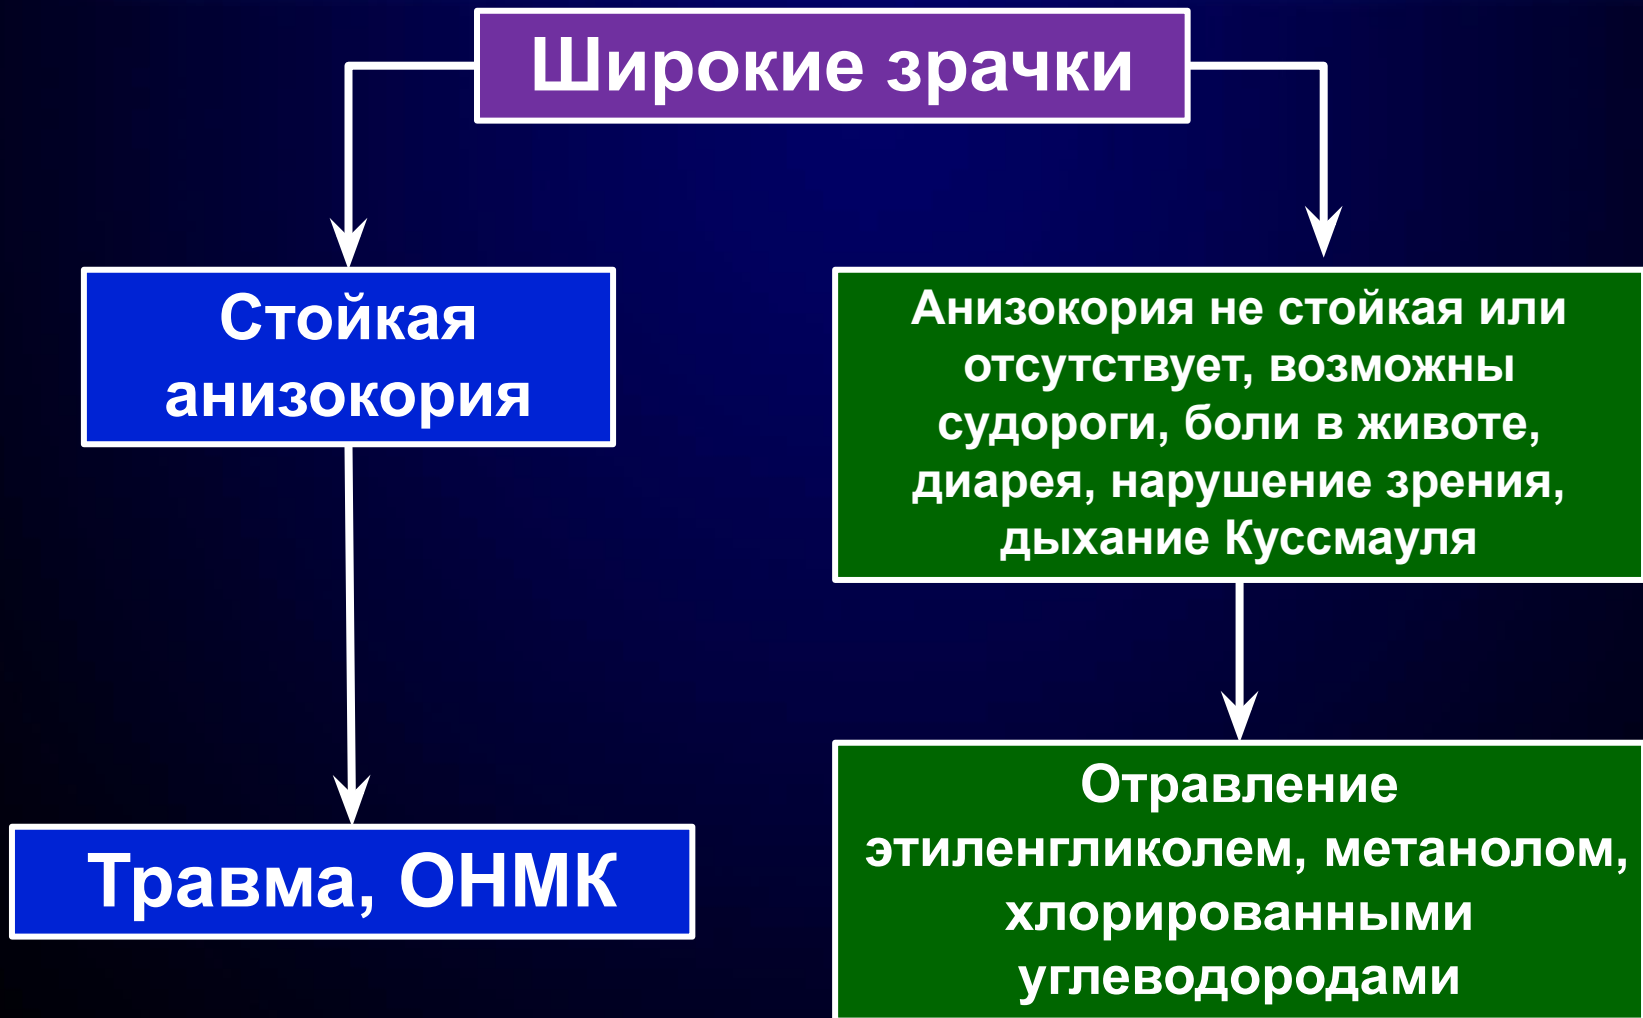 Широкие зрачки
Стойкая
анизокория
Анизокория не стойкая или
отсутствует, возможны
судороги, боли в животе,
диарея, нарушение зрения,
дыхание Куссмауля
Травма, ОНМК
Отравление
этиленгликолем, метанолом,
хлорированными
углеводородами